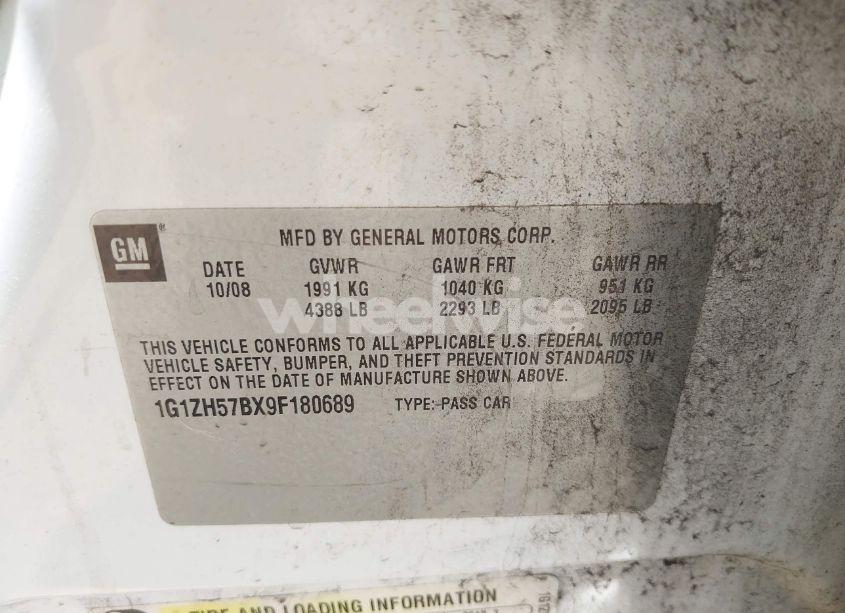 GM
MFD BY GENERAL MOTORS CORP.
DATE GVWR GAWR FRT GAWR RR
10/08 1991 KG 1040 KG 951 KG
4388 LB 2293 LB 2095 LB
wheelwise
THIS VEHICLE CONFORMS TO ALL APPLICABLE U.S. FEDERAL MOTOR
VEHICLE SAFETY, BUMPER, AND THEFT PREVENTION STANDARDS IN
EFFECT ON THE DATE OF MANUFACTURE SHOWN ABOVE.
1G1ZH57BX9F180689 TYPE: PASS CAR
TIRE AND LOADING INFORMATION